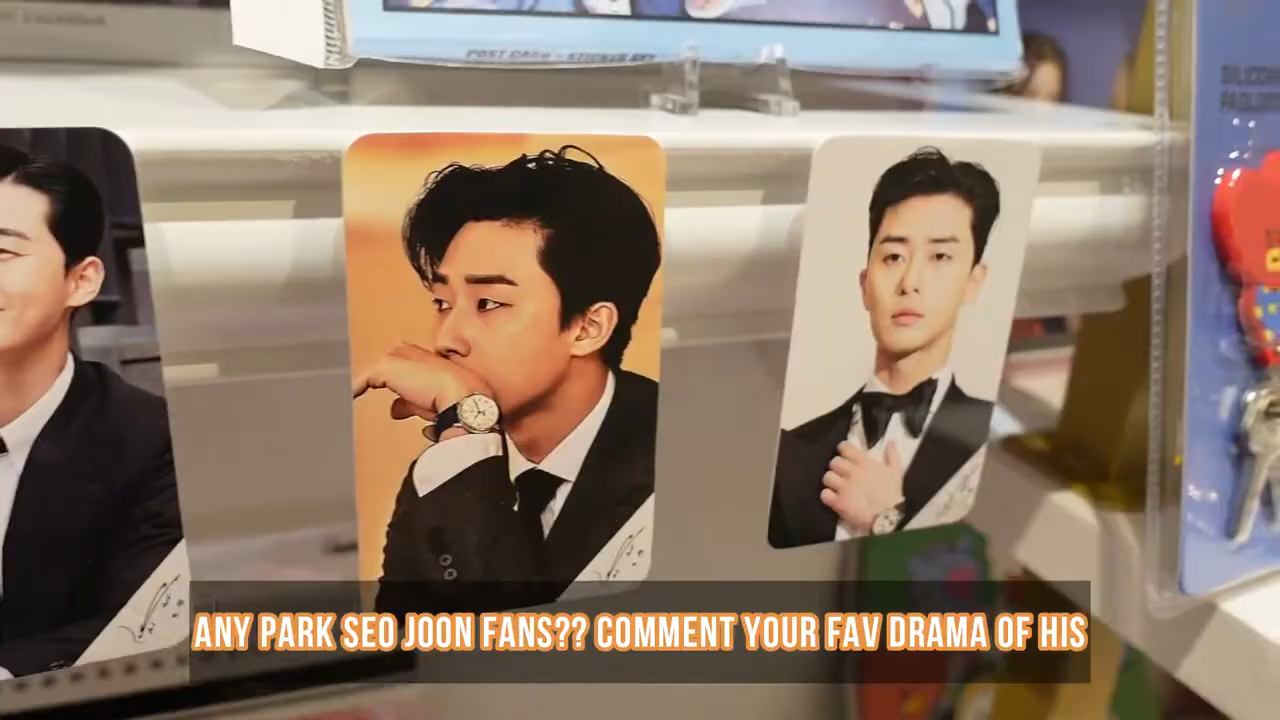 POST CARD + STICKER SET
ANY PARK SEO JOON FANS?? COMMENT YOUR FAV DRAMA OF HIS